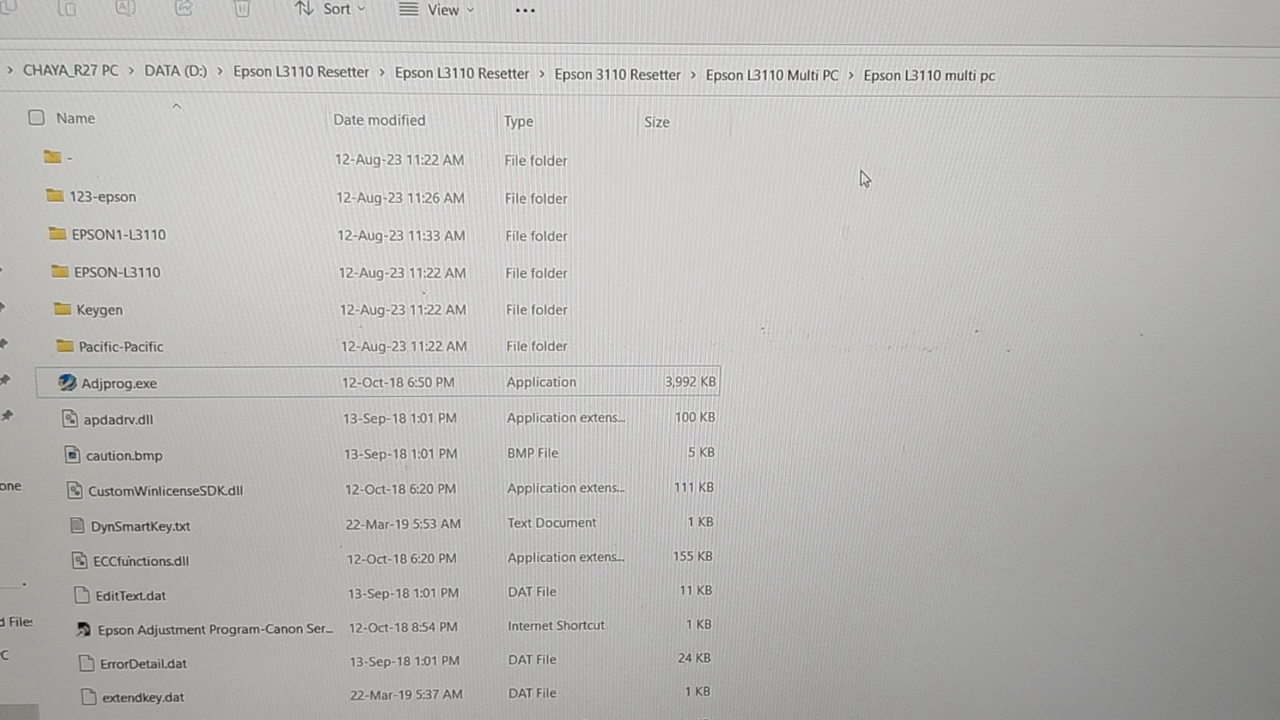 Sort View ...
CHAYA_R27 PC > DATA (D:) > Epson L3110 Resetter > Epson L3110 Resetter > Epson 3110 Resetter > Epson L3110 Multi PC > Epson L3110 multi pc
Name Date modified Type Size
- 12-Aug-23 11:22 AM File folder
123-epson 12-Aug-23 11:26 AM File folder
EPSON1-L3110 12-Aug-23 11:33 AM File folder
EPSON-L3110 12-Aug-23 11:22 AM File folder
Keygen 12-Aug-23 11:22 AM File folder
Pacific-Pacific 12-Aug-23 11:22 AM File folder
Adjprog.exe 12-Oct-18 6:50 PM Application 3,992 KB
apdadrv.dll 13-Sep-18 1:01 PM Application extens... 100 KB
caution.bmp 13-Sep-18 1:01 PM BMP File 5 KB
one
CustomWinlicenseSDK.dll 12-Oct-18 6:20 PM Application extens... 111 KB
DynSmartKey.txt 22-Mar-19 5:53 AM Text Document 1 KB
ECCfunctions.dll 12-Oct-18 6:20 PM Application extens... 155 KB
EditText.dat 13-Sep-18 1:01 PM DAT File 11 KB
d Files
Epson Adjustment Program-Canon Ser... 12-Oct-18 8:54 PM Internet Shortcut 1 KB
C
ErrorDetail.dat 13-Sep-18 1:01 PM DAT File 24 KB
extendkey.dat 22-Mar-19 5:37 AM DAT File 1 KB